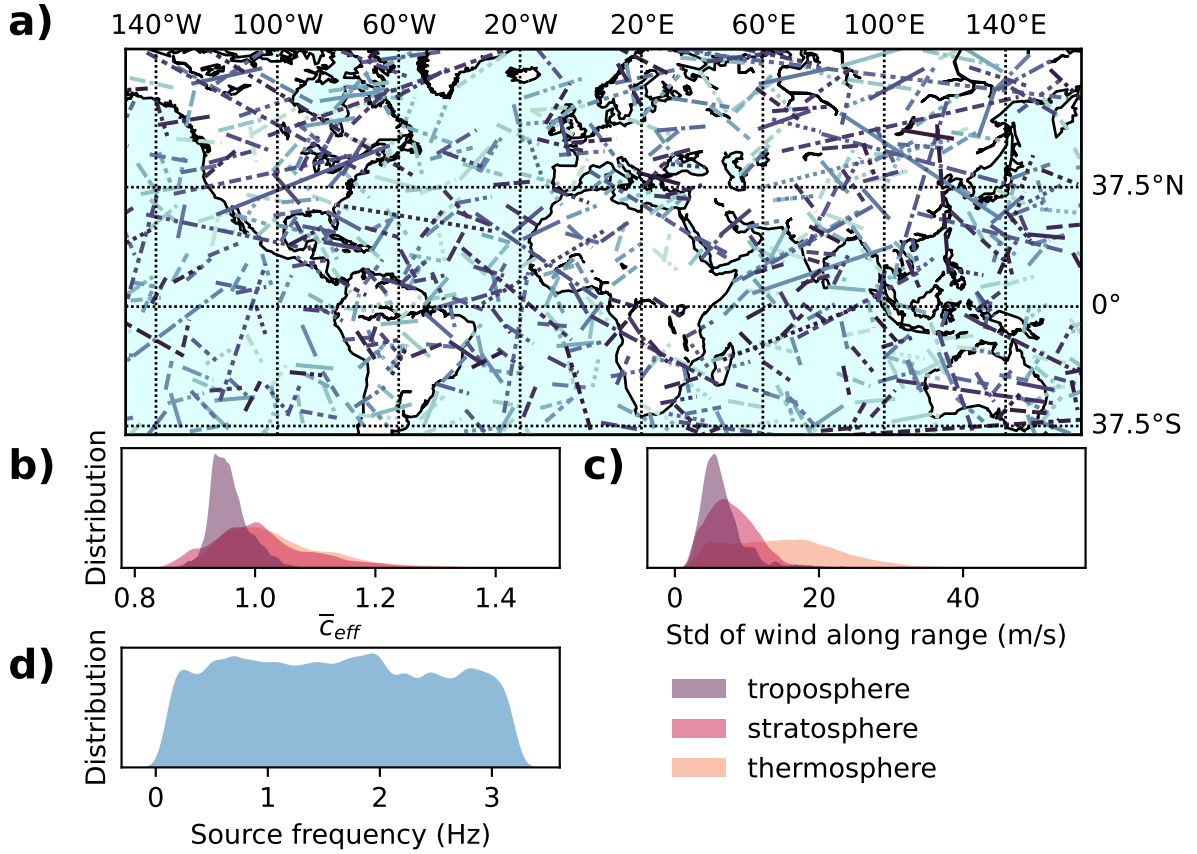 a)
140°W 100°W 60°W 20°W 20°E 60°E 100°E 140°E
37.5°N
0°
37.5°S
b)
Distribution
0.8 1.0 1.2 1.4
c̅eff
c)
0 20 40
Std of wind along range (m/s)
d)
Distribution
0 1 2 3
Source frequency (Hz)
troposphere
stratosphere
thermosphere